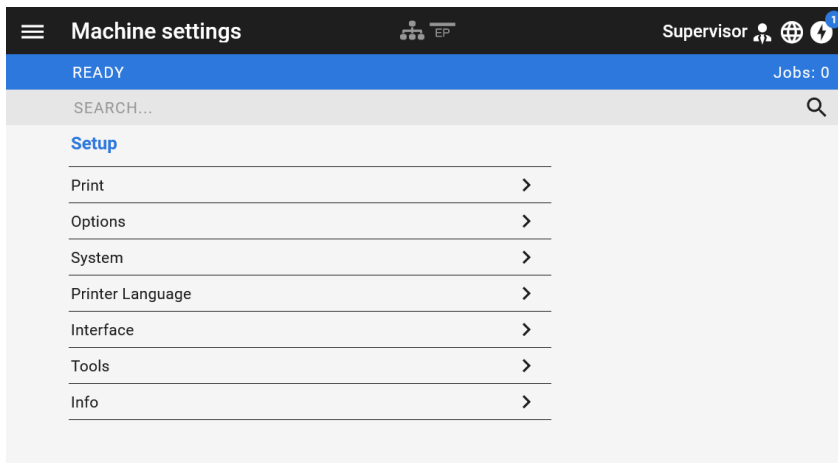 Machine settings EP Supervisor 1
READY Jobs: 0
SEARCH...
Setup
Print
Options
System
Printer Language
Interface
Tools
Info